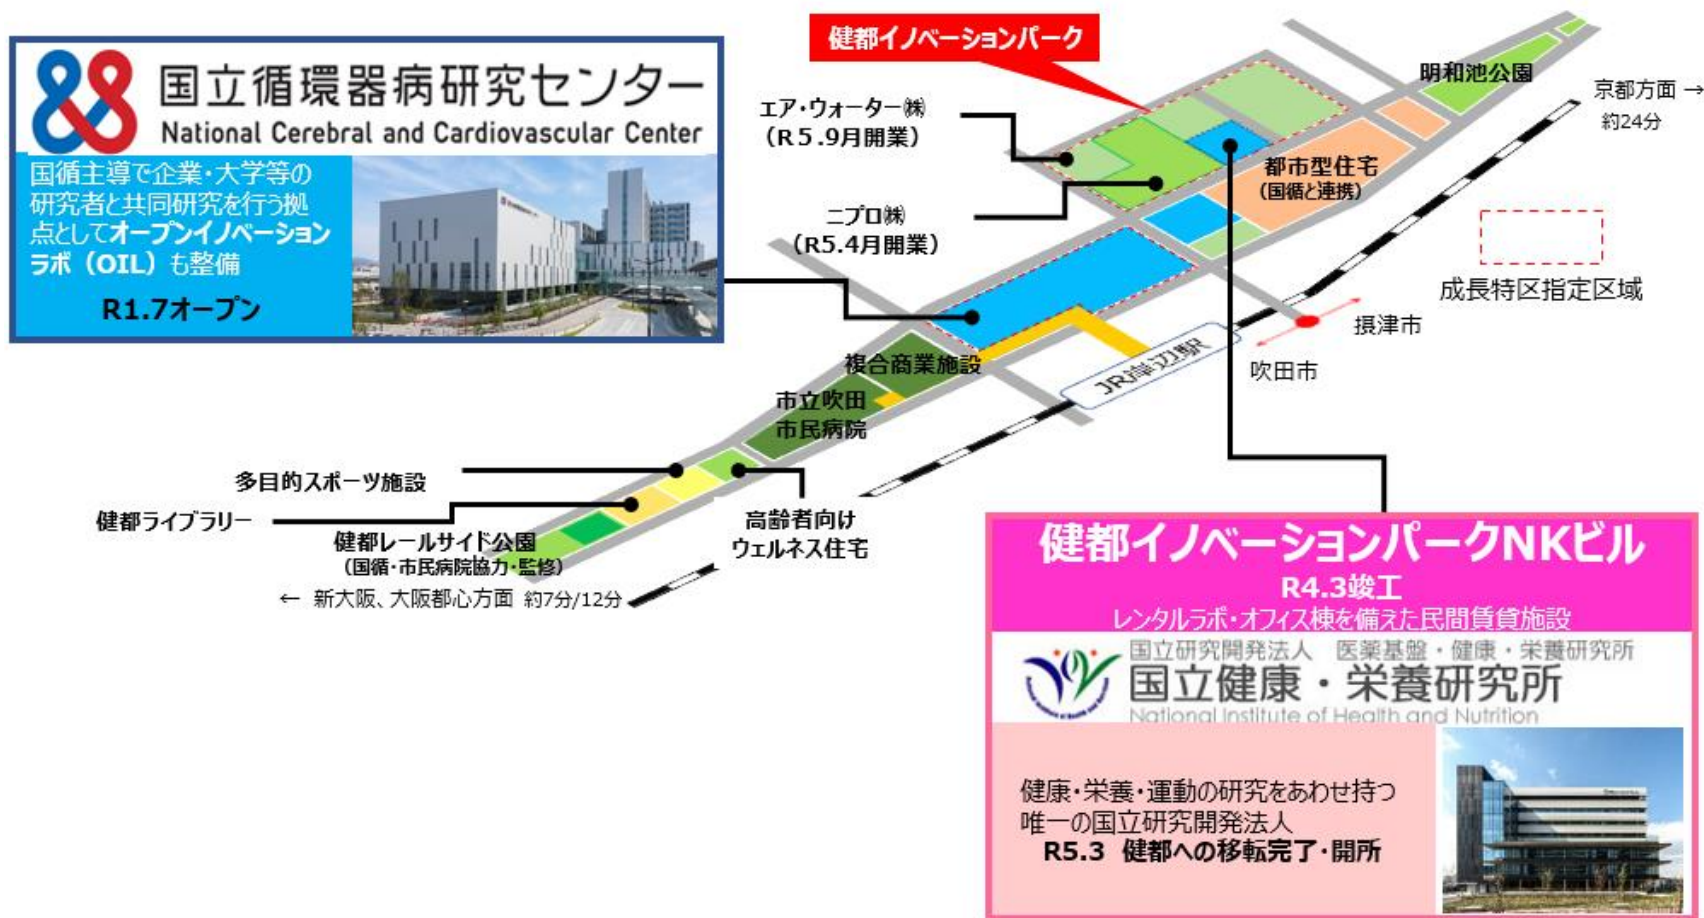 国立循環器病研究センター
National Cerebral and Cardiovascular Center
国循主導で企業・大学等の
研究者と共同研究を行う拠
点としてオープンイノベーション
ラボ（OIL）も整備
R1.7オープン
健都イノベーションパーク
エア・ウォーター㈱
（R5.9月開業）
ニプロ㈱
（R5.4月開業）
明和池公園
京都方面 →
約24分
都市型住宅
（国循と連携）
成長特区指定区域
摂津市
吹田市
JR岸辺駅
複合商業施設
市立吹田
市民病院
多目的スポーツ施設
健都ライブラリー
高齢者向け
ウェルネス住宅
健都レールサイド公園
（国循・市民病院協力・監修）
← 新大阪、大阪都心方面 約7分/12分
健都イノベーションパークNKビル
R4.3竣工
レンタルラボ・オフィス棟を備えた民間賃貸施設
国立研究開発法人　医薬基盤・健康・栄養研究所
国立健康・栄養研究所
National Institute of Health and Nutrition
健康・栄養・運動の研究をあわせ持つ
唯一の国立研究開発法人
R5.3 健都への移転完了・開所